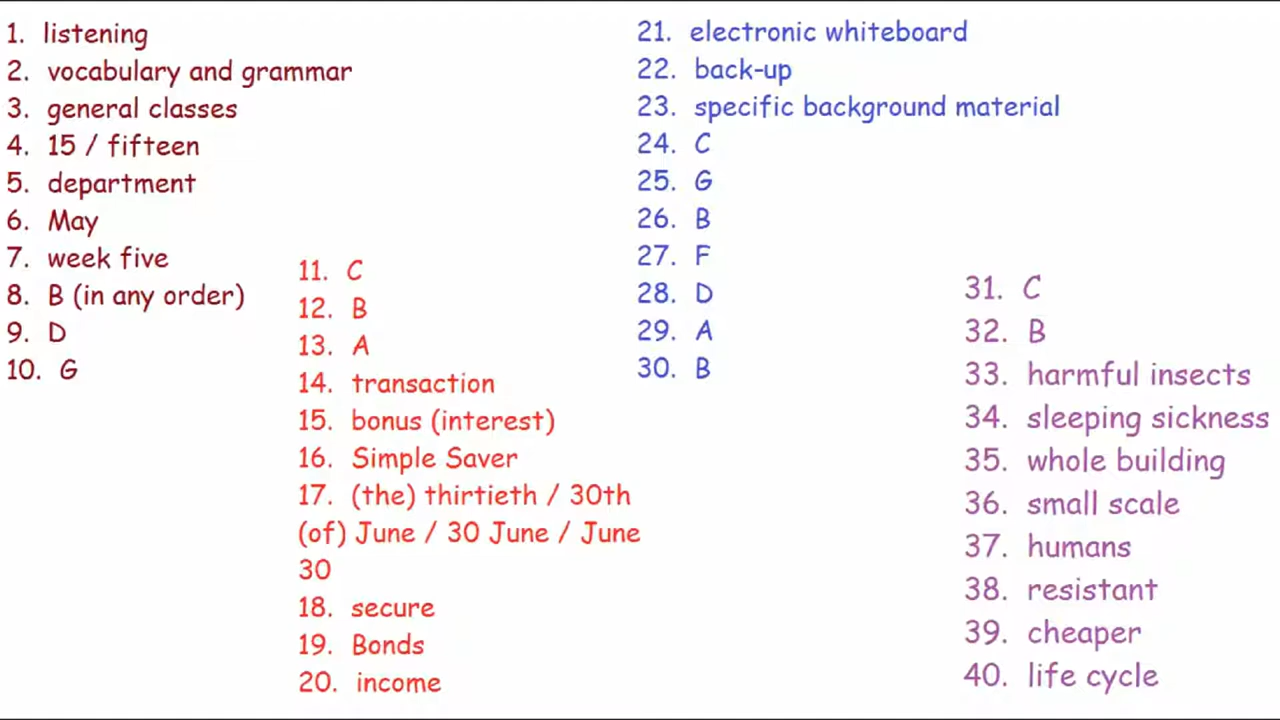 1. listening
2. vocabulary and grammar
3. general classes
4. 15 / fifteen
5. department
6. May
7. week five
8. B (in any order)
9. D
10. G
11. C
12. B
13. A
14. transaction
15. bonus (interest)
16. Simple Saver
17. (the) thirtieth / 30th
(of) June / 30 June / June
30
18. secure
19. Bonds
20. income
21. electronic whiteboard
22. back-up
23. specific background material
24. C
25. G
26. B
27. F
28. D
29. A
30. B
31. C
32. B
33. harmful insects
34. sleeping sickness
35. whole building
36. small scale
37. humans
38. resistant
39. cheaper
40. life cycle